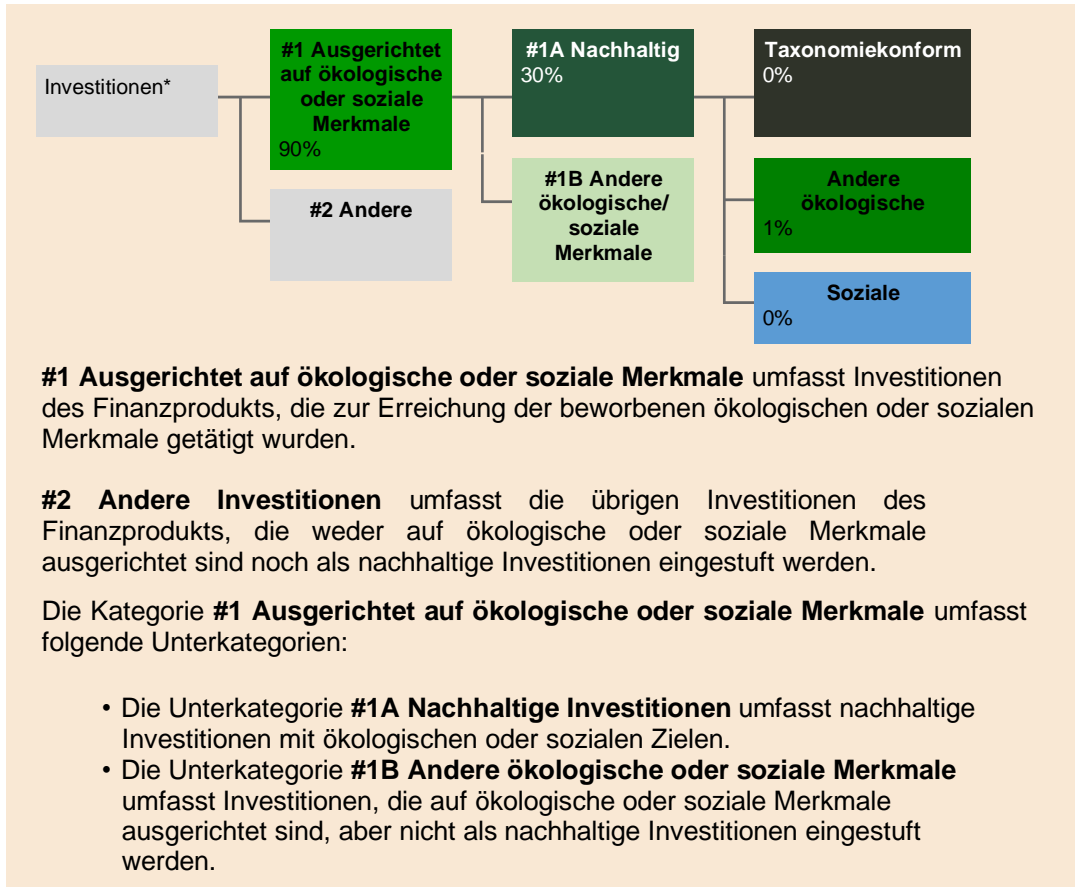 Investitionen*
#1 Ausgerichtet
auf ökologische
oder soziale
Merkmale
90%
#2 Andere
#1A Nachhaltig
30%
#1B Andere
ökologische/
soziale
Merkmale
Taxonomiekonform
0%
Andere
ökologische
1%
Soziale
0%
#1 Ausgerichtet auf ökologische oder soziale Merkmale umfasst Investitionen
des Finanzprodukts, die zur Erreichung der beworbenen ökologischen oder sozialen
Merkmale getätigt wurden.
#2 Andere Investitionen umfasst die übrigen Investitionen des
Finanzprodukts, die weder auf ökologische oder soziale Merkmale
ausgerichtet sind noch als nachhaltige Investitionen eingestuft werden.
Die Kategorie #1 Ausgerichtet auf ökologische oder soziale Merkmale umfasst
folgende Unterkategorien:
• Die Unterkategorie #1A Nachhaltige Investitionen umfasst nachhaltige
Investitionen mit ökologischen oder sozialen Zielen.
• Die Unterkategorie #1B Andere ökologische oder soziale Merkmale
umfasst Investitionen, die auf ökologische oder soziale Merkmale
ausgerichtet sind, aber nicht als nachhaltige Investitionen eingestuft
werden.